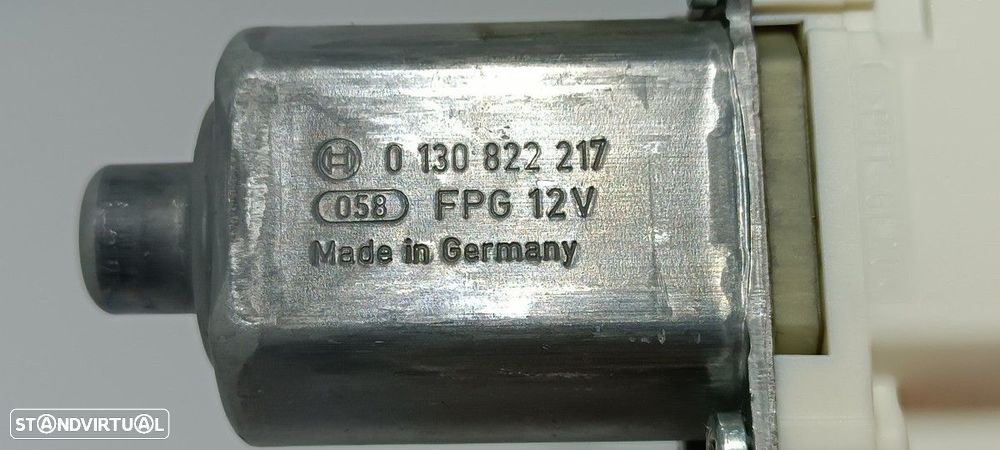 0 130 822 217
058 FPG 12V
Made in Germany
STANDVIRTUAL